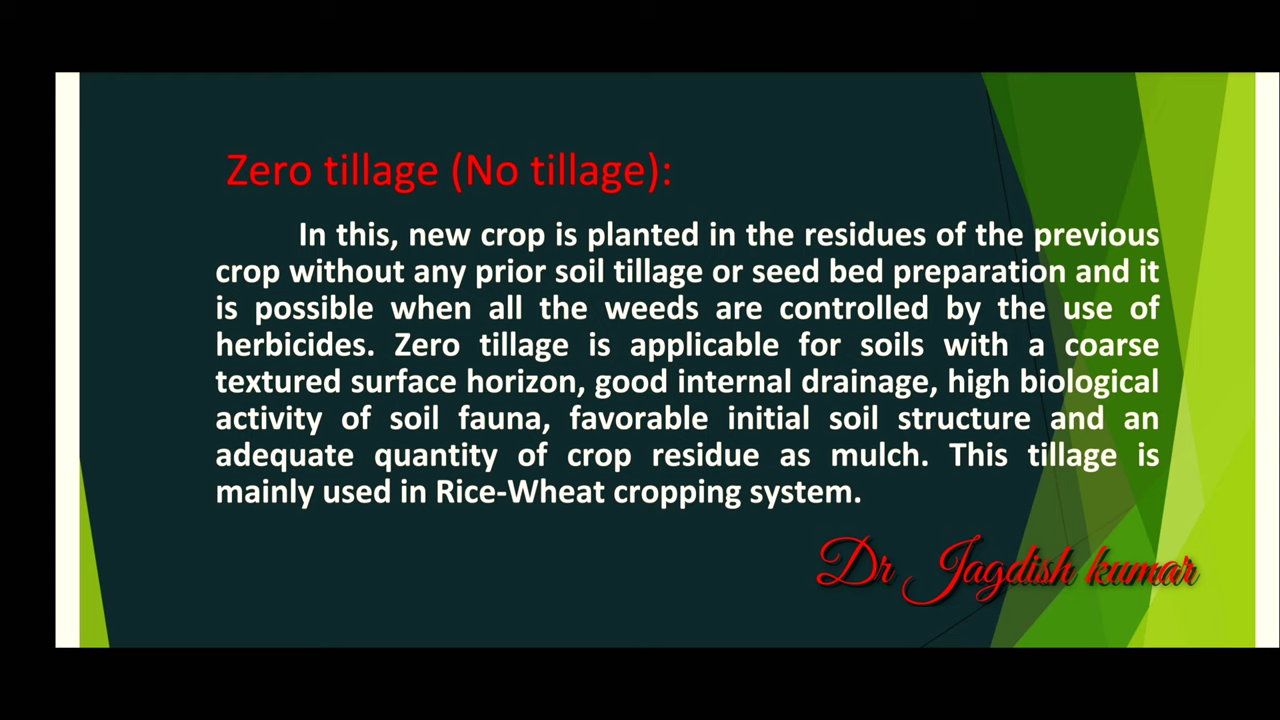 Zero tillage (No tillage):
In this, new crop is planted in the residues of the previous
crop without any prior soil tillage or seed bed preparation and it
is possible when all the weeds are controlled by the use of
herbicides. Zero tillage is applicable for soils with a coarse
textured surface horizon, good internal drainage, high biological
activity of soil fauna, favorable initial soil structure and an
adequate quantity of crop residue as mulch. This tillage is
mainly used in Rice-Wheat cropping system.
Dr Jagdish kumar